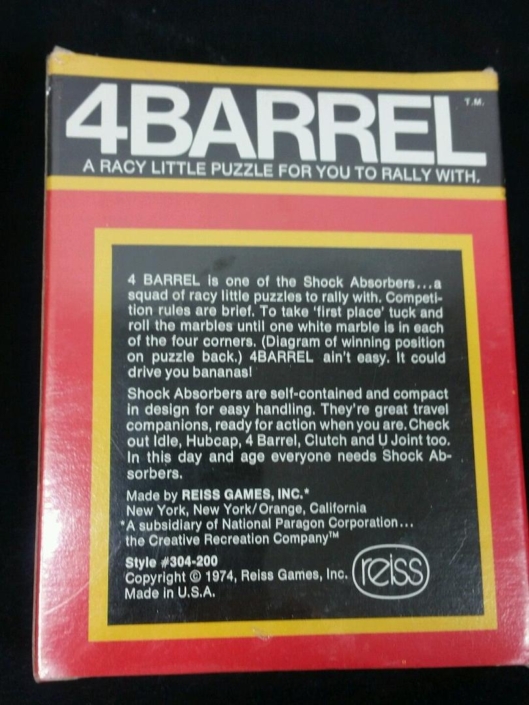 4BARREL T.M.
A RACY LITTLE PUZZLE FOR YOU TO RALLY WITH.
4 BARREL is one of the Shock Absorbers...a
squad of racy little puzzles to rally with. Competi-
tion rules are brief. To take 'first place' tuck and
roll the marbles until one white marble is in each
of the four corners. (Diagram of winning position
on puzzle back.) 4BARREL ain't easy. It could
drive you bananas!
Shock Absorbers are self-contained and compact
in design for easy handling. They're great travel
companions, ready for action when you are. Check
out Idle, Hubcap, 4 Barrel, Clutch and U Joint too.
In this day and age everyone needs Shock Ab-
sorbers.
Made by REISS GAMES, INC.*
New York, New York/Orange, California
*A subsidiary of National Paragon Corporation...
the Creative Recreation Company™
Style #304-200
Copyright © 1974, Reiss Games, Inc.
Made in U.S.A.
reiss